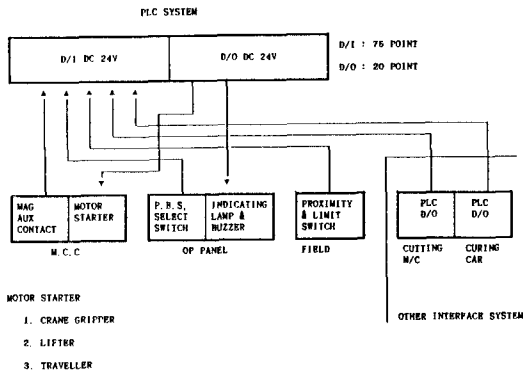 PLC SYSTEM
D/I DC 24V
D/O DC 24V
D/I : 75 POINT
D/O : 20 POINT
MAG
AUX
CONTACT
MOTOR
STARTER
M.C.C
P.B.S,
SELECT
SWITCH
INDICATING
LAMP &
BUZZER
OP PANEL
PROXIMITY
& LIMIT
SWITCH
FIELD
PLC
D/O
PLC
D/O
CUTTING
M/C
CURING
CAR
OTHER INTERFACE SYSTEM
MOTOR STARTER
1. CRANE GRIPPER
2. LIFTER
3. TRAVELLER